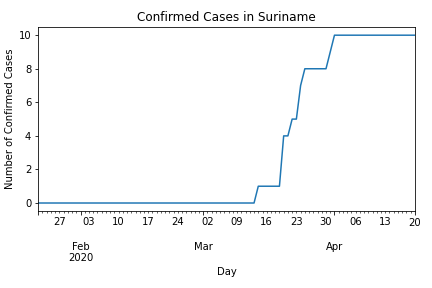 Confirmed Cases in Suriname
Number of Confirmed Cases
10
8
6
4
2
0
27 03 10 17 24 02 09 16 23 30 06 13 20
Feb Mar Apr
2020
Day